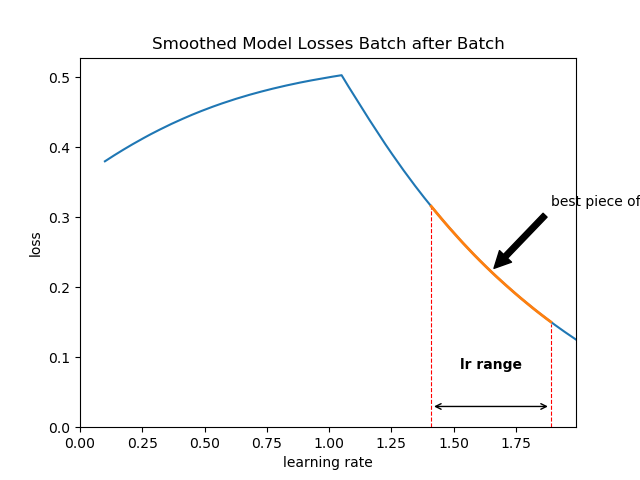 Smoothed Model Losses Batch after Batch
0.5
0.4
0.3
0.2
0.1
0.0
loss
best piece of
lr range
0.00 0.25 0.50 0.75 1.00 1.25 1.50 1.75
learning rate